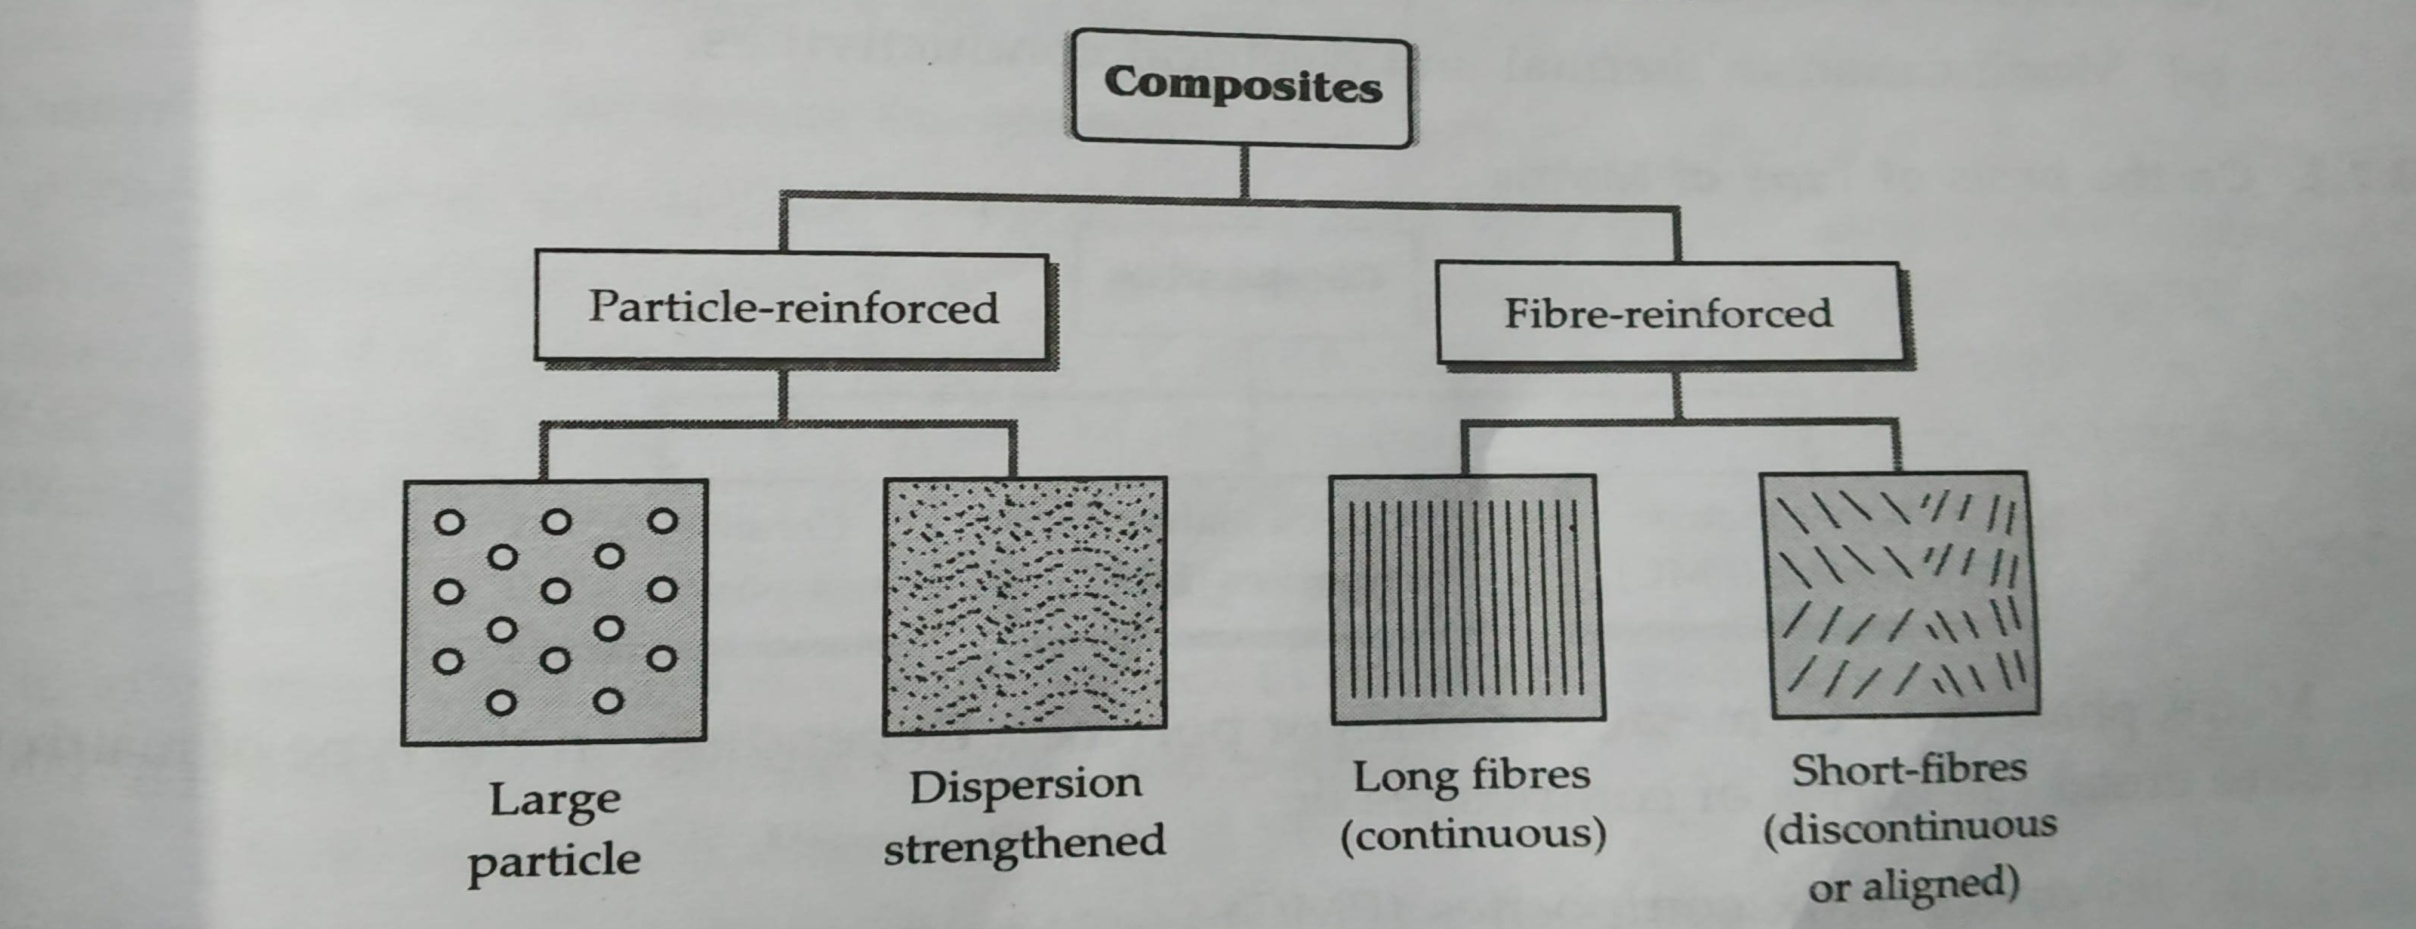 Composites
Particle-reinforced
Fibre-reinforced
Large
particle
Dispersion
strengthened
Long fibres
(continuous)
Short-fibres
(discontinuous
or aligned)